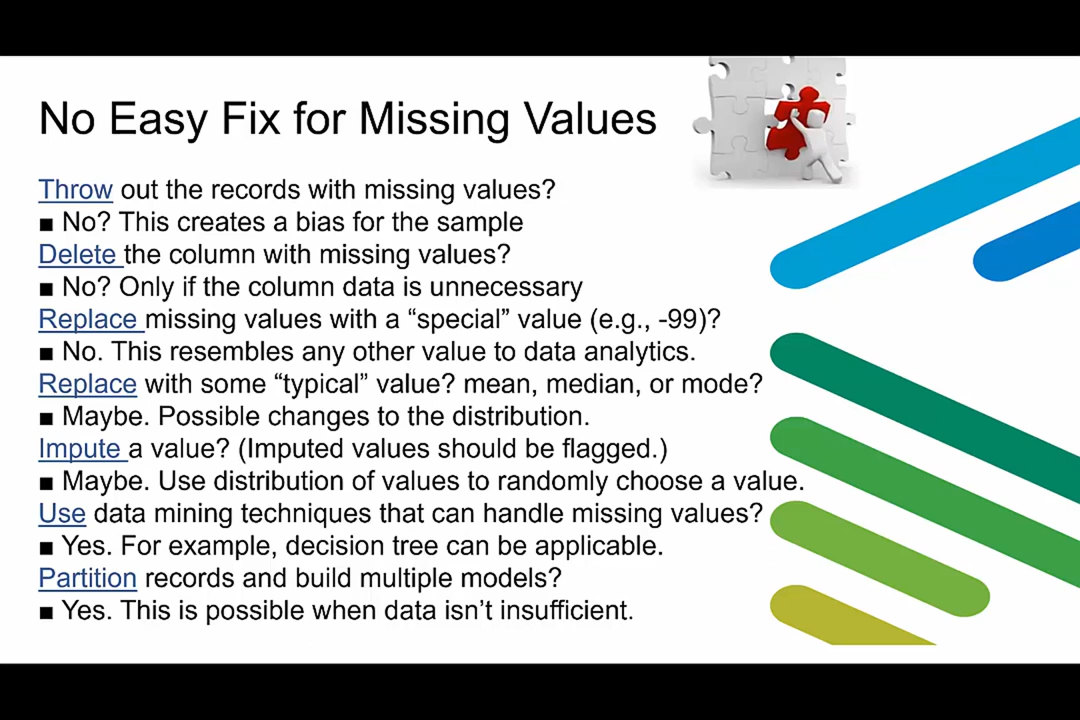 No Easy Fix for Missing Values
Throw out the records with missing values?
■ No? This creates a bias for the sample
Delete the column with missing values?
■ No? Only if the column data is unnecessary
Replace missing values with a “special” value (e.g., -99)?
■ No. This resembles any other value to data analytics.
Replace with some “typical” value? mean, median, or mode?
■ Maybe. Possible changes to the distribution.
Impute a value? (Imputed values should be flagged.)
■ Maybe. Use distribution of values to randomly choose a value.
Use data mining techniques that can handle missing values?
■ Yes. For example, decision tree can be applicable.
Partition records and build multiple models?
■ Yes. This is possible when data isn’t insufficient.